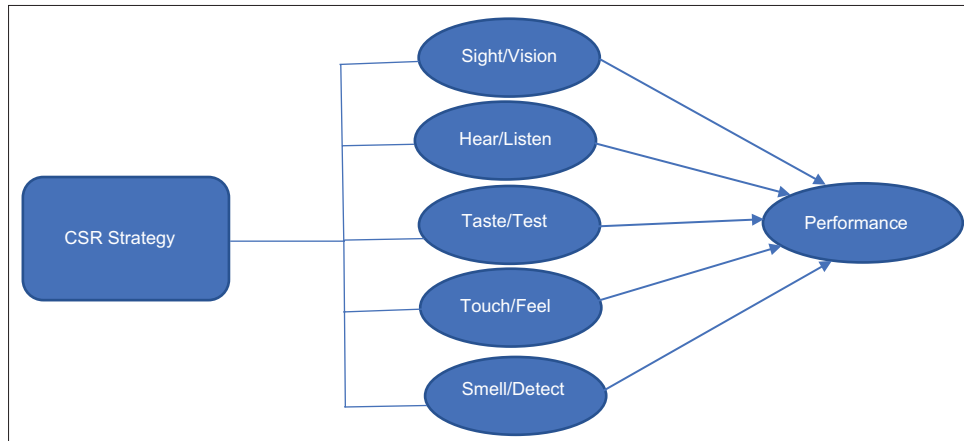 Sight/Vision
Hear/Listen
Taste/Test
Touch/Feel
Smell/Detect
CSR Strategy
Performance